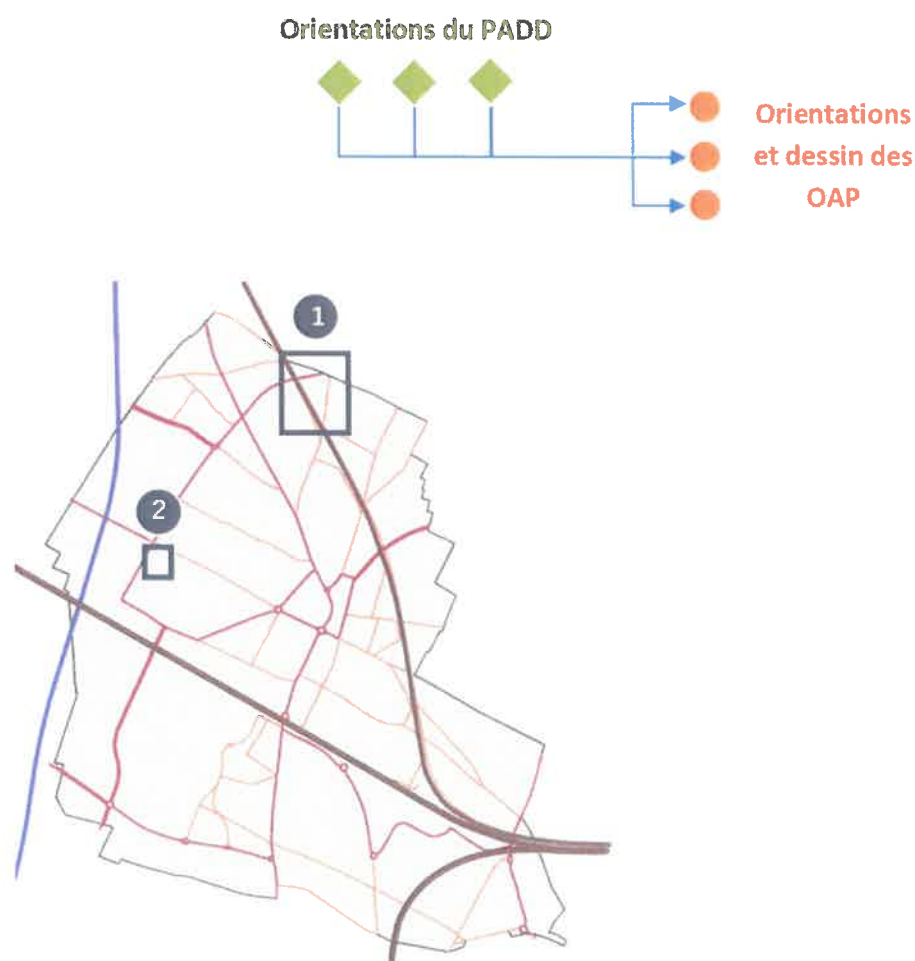 Orientations du PADD
Orientations
et dessin des
OAP
1
2